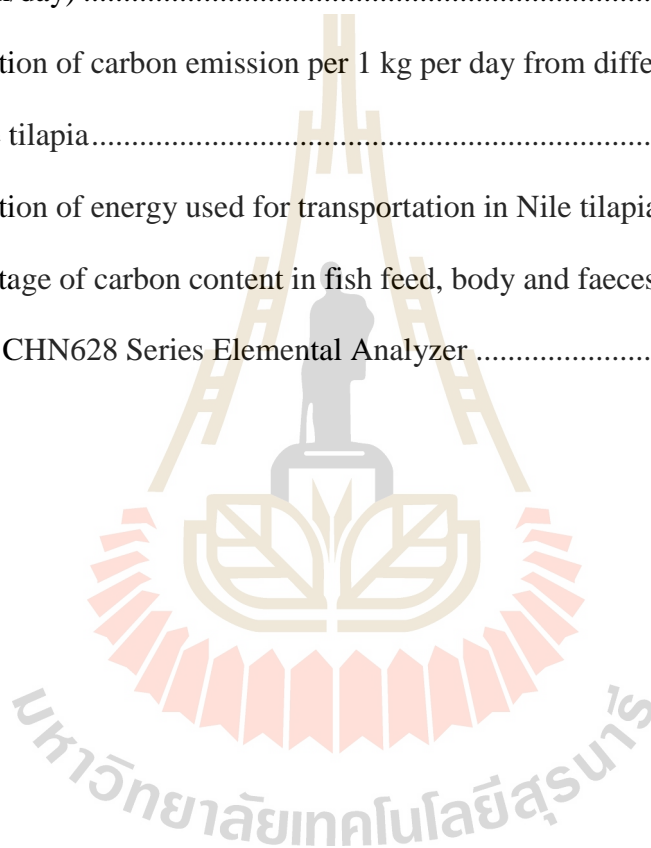 /day) ........................................................................
tion of carbon emission per 1 kg per day from diffe
tilapia.....................................................................
tion of energy used for transportation in Nile tilapia
tage of carbon content in fish feed, body and faeces
CHN628 Series Elemental Analyzer ......................
มหาวิทยาลัยเทคโนโลยีสุรนารี